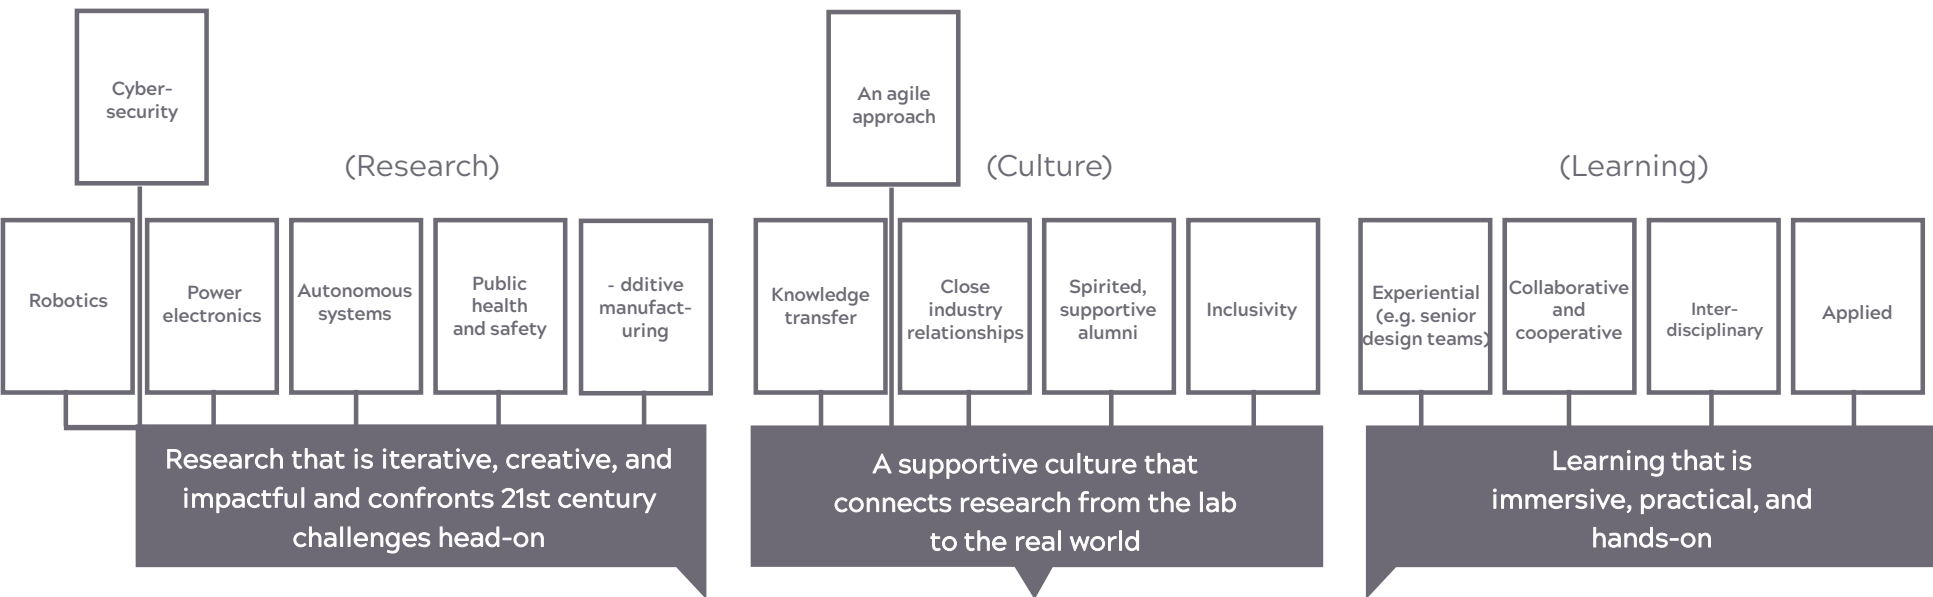 Cyber-
security
(Research)
Robotics
Power
electronics
Autonomous
systems
Public
health
and safety
- dditive
manufact-
uring
Research that is iterative, creative, and
impactful and confronts 21st century
challenges head-on
An agile
approach
(Culture)
Knowledge
transfer
Close
industry
relationships
Spirited,
supportive
alumni
Inclusivity
A supportive culture that
connects research from the lab
to the real world
(Learning)
Experiential
(e.g. senior
design teams)
Collaborative
and
cooperative
Inter-
disciplinary
Applied
Learning that is
immersive, practical, and
hands-on